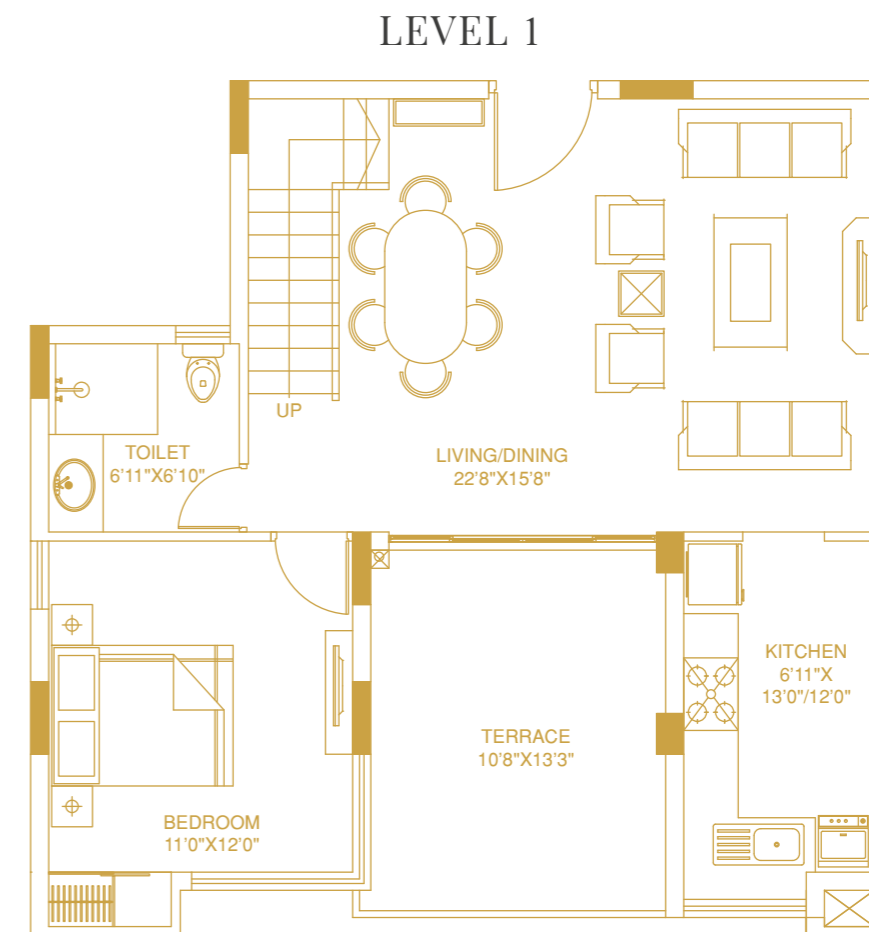 LEVEL 1
UP
TOILET
6'11"X6'10"
LIVING/DINING
22'8"X15'8"
KITCHEN
6'11"X
13'0"/12'0"
TERRACE
10'8"X13'3"
BEDROOM
11'0"X12'0"